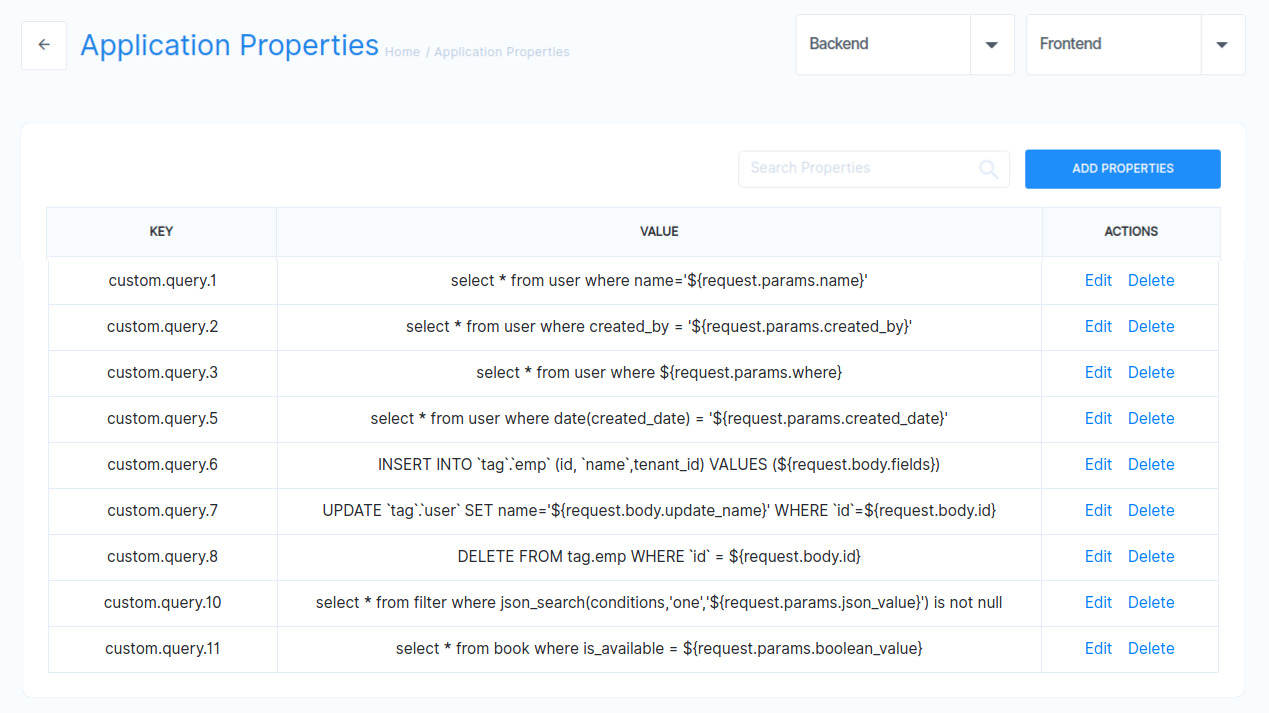 Application Properties Home / Application Properties
Backend
Frontend
Search Properties
ADD PROPERTIES
KEY VALUE ACTIONS
custom.query.1 select * from user where name='${request.params.name}' Edit Delete
custom.query.2 select * from user where created_by = '${request.params.created_by}' Edit Delete
custom.query.3 select * from user where ${request.params.where} Edit Delete
custom.query.5 select * from user where date(created_date) = '${request.params.created_date}' Edit Delete
custom.query.6 INSERT INTO `tag`.`emp` (id, `name`,tenant_id) VALUES (${request.body.fields}) Edit Delete
custom.query.7 UPDATE `tag`.`user` SET name='${request.body.update_name}' WHERE `id`=${request.body.id} Edit Delete
custom.query.8 DELETE FROM tag.emp WHERE `id` = ${request.body.id} Edit Delete
custom.query.10 select * from filter where json_search(conditions,'one','${request.params.json_value}') is not null Edit Delete
custom.query.11 select * from book where is_available = ${request.params.boolean_value} Edit Delete